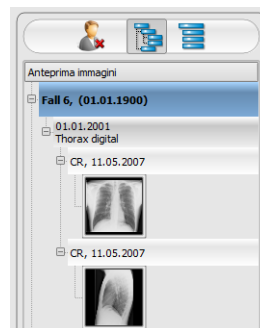 Anteprima immagini
Fall 6, (01.01.1900)
01.01.2001
Thorax digital
CR, 11.05.2007
CR, 11.05.2007